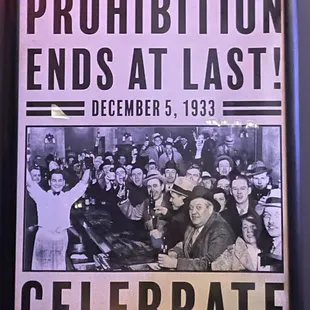 PROHIBITION
ENDS AT LAST!
DECEMBER 5, 1933
CELEBRATE